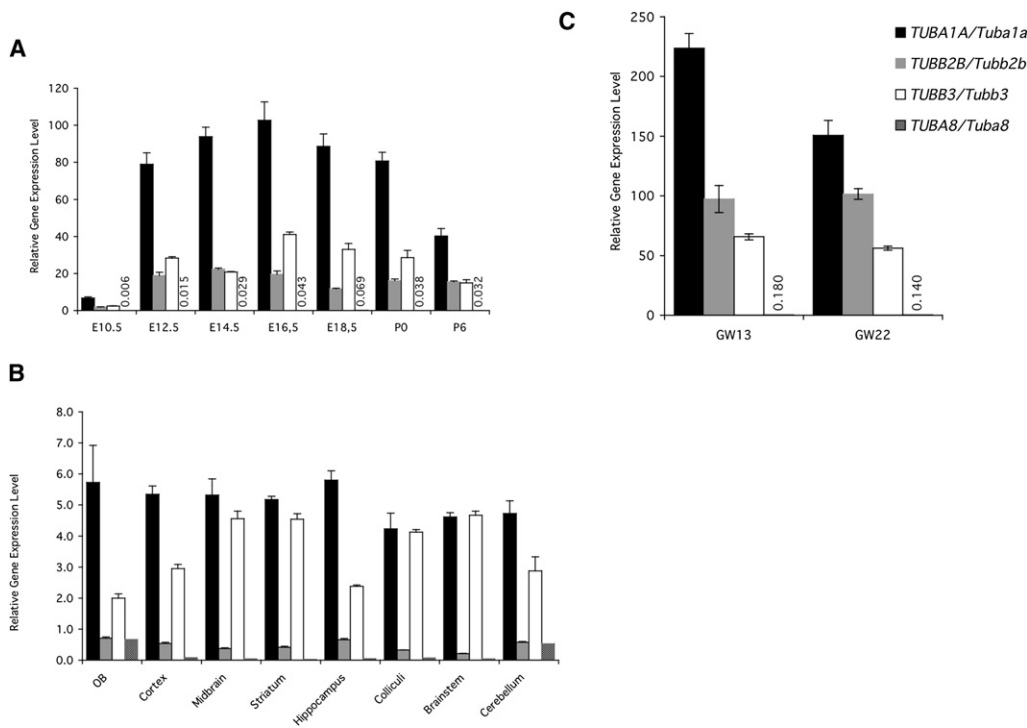 A
Relative Gene Expression Level
120
100
80
60
40
20
0
0.006
0.015
0.029
0.043
0.069
0.038
0.032
E10.5 E12.5 E14.5 E16,5 E18,5 P0 P6
C
Relative Gene Expression Level
250
200
150
100
50
0
0.180
0.140
GW13 GW22
TUBA1A/Tuba1a
TUBB2B/Tubb2b
TUBB3/Tubb3
TUBA8/Tuba8
B
Relative Gene Expression Level
8.0
7.0
6.0
5.0
4.0
3.0
2.0
1.0
0.0
OB
Cortex
Midbrain
Striatum
Hippocampus
Colliculi
Brainstem
Cerebellum